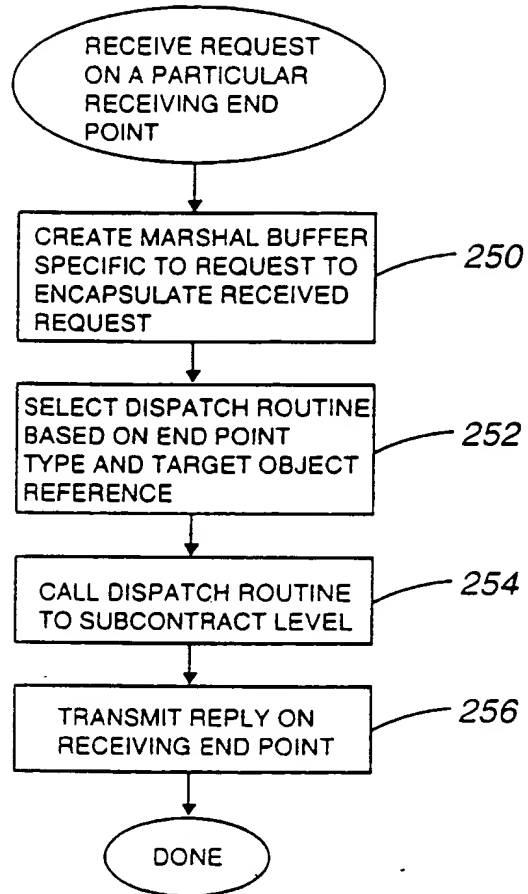 RECEIVE REQUEST
ON A PARTICULAR
RECEIVING END
POINT
CREATE MARSHAL BUFFER
SPECIFIC TO REQUEST TO
ENCAPSULATE RECEIVED
REQUEST
250
SELECT DISPATCH ROUTINE
BASED ON END POINT
TYPE AND TARGET OBJECT
REFERENCE
252
CALL DISPATCH ROUTINE
TO SUBCONTRACT LEVEL
254
TRANSMIT REPLY ON
RECEIVING END POINT
256
DONE